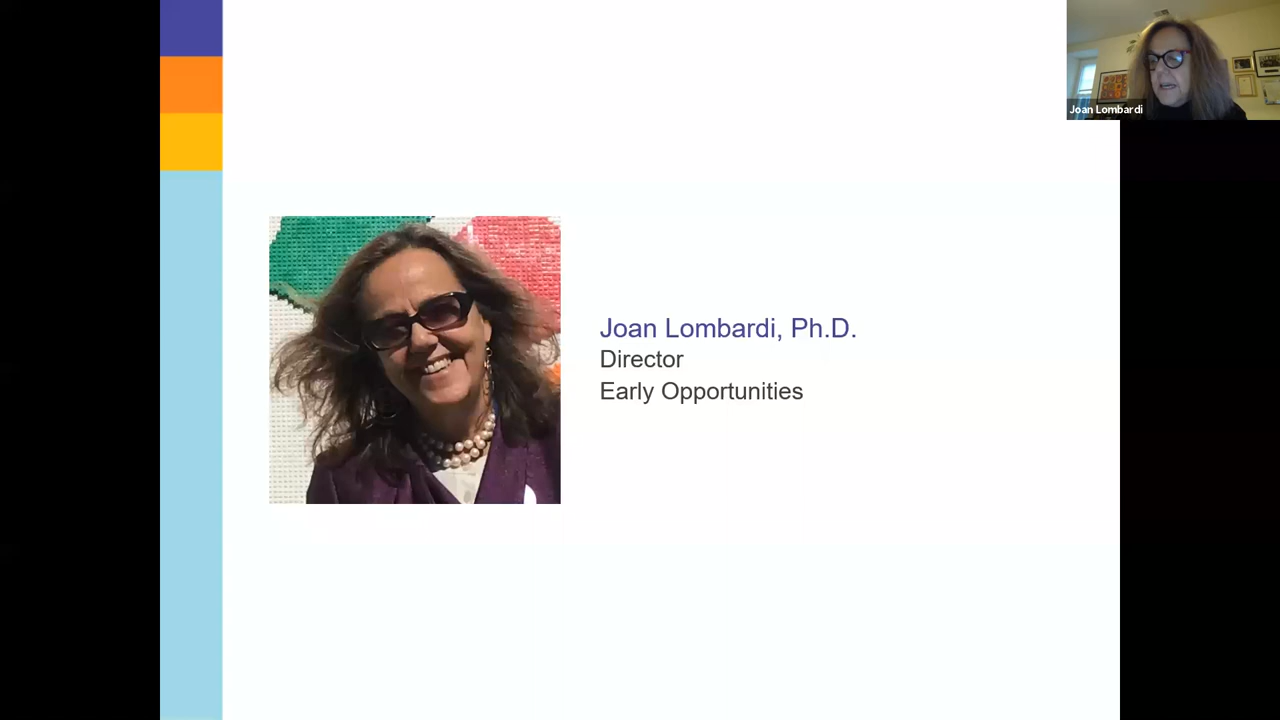 Joan Lombardi
Joan Lombardi, Ph.D.
Director
Early Opportunities